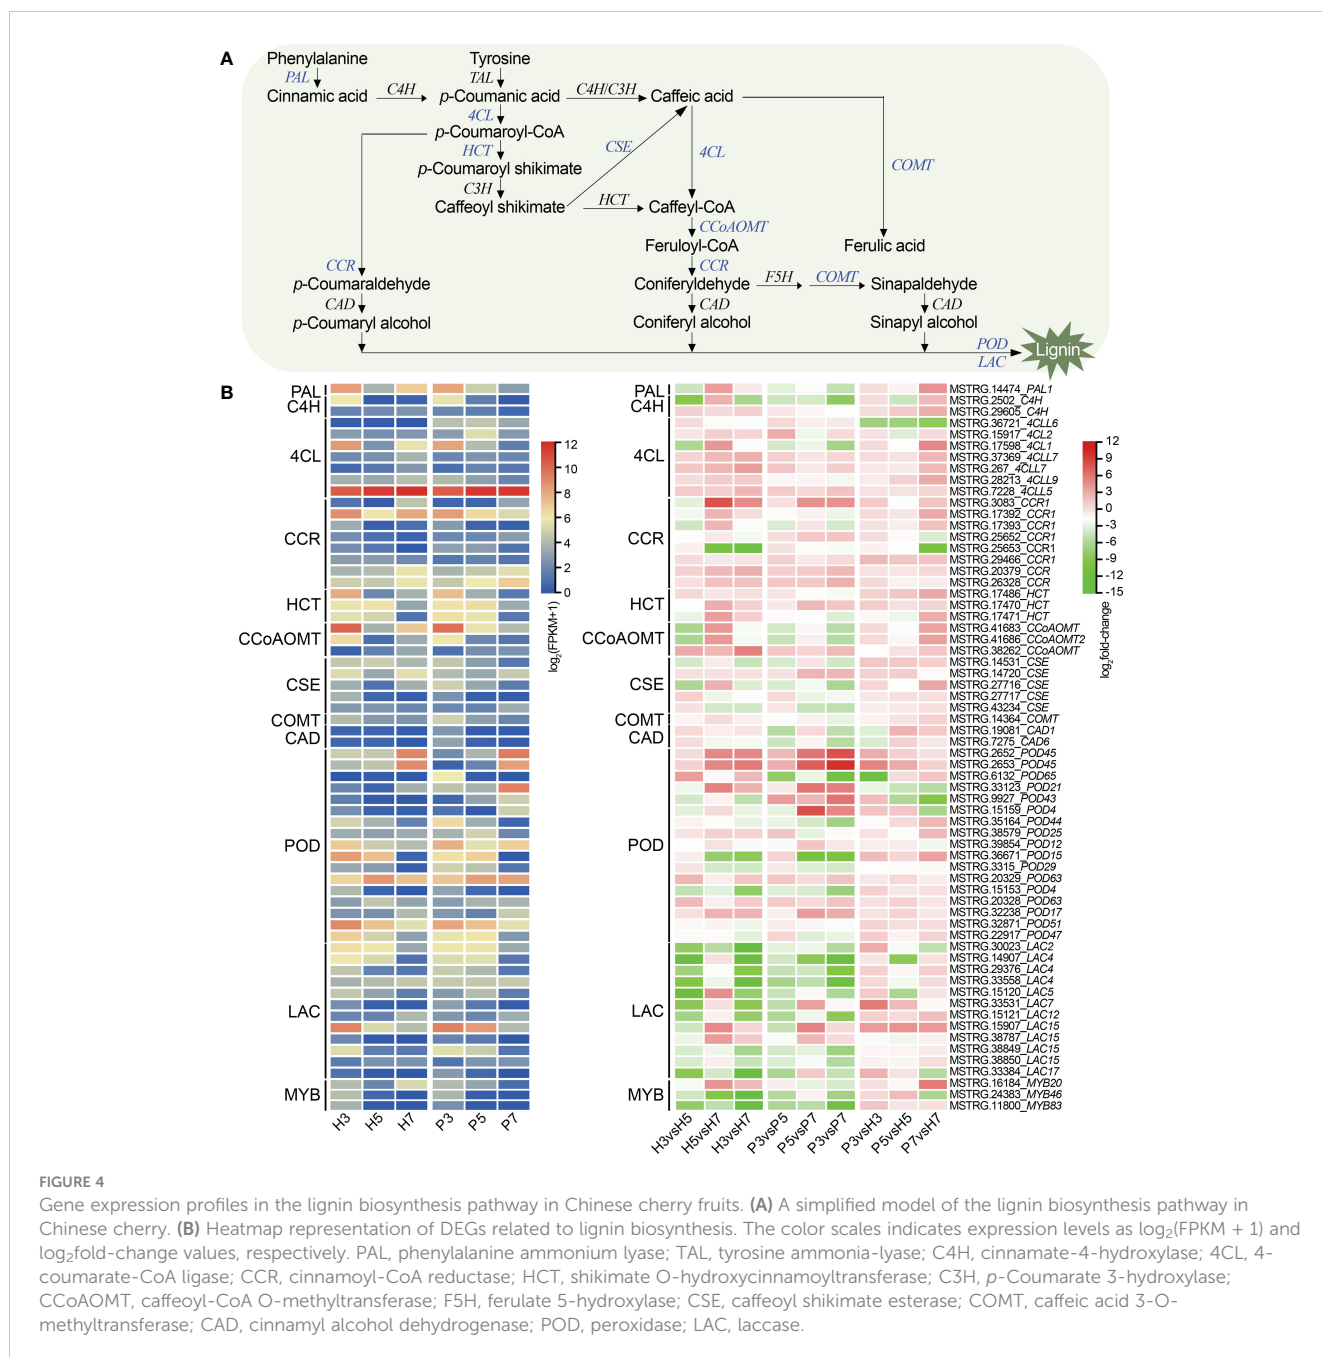 A
Phenylalanine
Tyrosine
PAL
TAL
Cinnamic acid
C4H
p-Coumanic acid
C4H/C3H
Caffeic acid
4CL
p-Coumaroyl-CoA
HCT
CSE
4CL
COMT
p-Coumaroyl shikimate
C3H
Caffeoyl shikimate
HCT
Caffeyl-CoA
CCoAOMT
Feruloyl-CoA
Ferulic acid
CCR
CCR
p-Coumaraldehyde
Coniferyldehyde
F5H
COMT
Sinapaldehyde
CAD
CAD
CAD
p-Coumaryl alcohol
Coniferyl alcohol
Sinapyl alcohol
POD
LAC
Lignin
B
PAL
C4H
4CL
CCR
HCT
CCoAOMT
CSE
COMT
CAD
POD
LAC
MYB
H3
H5
H7
P3
P5
P7
12
10
8
6
4
2
0
log2(FPKM+1)
PAL
C4H
4CL
CCR
HCT
CCoAOMT
CSE
COMT
CAD
POD
LAC
MYB
MSTRG.14474_PAL1
MSTRG.2502_C4H
MSTRG.29605_C4H
MSTRG.36721_4CLL6
MSTRG.15917_4CL2
MSTRG.17598_4CL1
MSTRG.37369_4CLL7
MSTRG.267_4CLL7
MSTRG.28213_4CLL9
MSTRG.7228_4CLL5
MSTRG.3083_CCR1
MSTRG.17392_CCR1
MSTRG.17393_CCR1
MSTRG.25652_CCR1
MSTRG.25653_CCR1
MSTRG.29466_CCR1
MSTRG.20379_CCR
MSTRG.26328_CCR
MSTRG.17486_HCT
MSTRG.17470_HCT
MSTRG.17471_HCT
MSTRG.41683_CCoAOMT
MSTRG.41686_CCoAOMT2
MSTRG.38262_CCoAOMT
MSTRG.14531_CSE
MSTRG.14720_CSE
MSTRG.27716_CSE
MSTRG.27717_CSE
MSTRG.43234_CSE
MSTRG.14364_COMT
MSTRG.19081_CAD1
MSTRG.7275_CAD6
MSTRG.2652_POD45
MSTRG.2653_POD45
MSTRG.6132_POD65
MSTRG.33123_POD21
MSTRG.9927_POD43
MSTRG.15159_POD4
MSTRG.35164_POD44
MSTRG.38579_POD25
MSTRG.39854_POD12
MSTRG.36671_POD15
MSTRG.3315_POD29
MSTRG.20329_POD63
MSTRG.15153_POD4
MSTRG.20328_POD63
MSTRG.32238_POD17
MSTRG.32871_POD51
MSTRG.22917_POD47
MSTRG.30023_LAC2
MSTRG.14907_LAC4
MSTRG.29376_LAC4
MSTRG.33558_LAC4
MSTRG.15120_LAC5
MSTRG.33531_LAC7
MSTRG.15121_LAC12
MSTRG.15907_LAC15
MSTRG.38787_LAC15
MSTRG.38849_LAC15
MSTRG.38850_LAC15
MSTRG.33384_LAC17
MSTRG.16184_MYB20
MSTRG.24383_MYB46
MSTRG.11800_MYB83
H3vsH5
H5vsH7
H3vsH7
P3vsP5
P5vsP7
P3vsP7
P3vsH3
P5vsH5
P7vsH7
12
9
6
3
0
-3
-6
-9
-12
-15
log2fold-change
FIGURE 4
Gene expression profiles in the lignin biosynthesis pathway in Chinese cherry fruits. (A) A simplified model of the lignin biosynthesis pathway in
Chinese cherry. (B) Heatmap representation of DEGs related to lignin biosynthesis. The color scales indicates expression levels as log2(FPKM + 1) and
log2fold-change values, respectively. PAL, phenylalanine ammonium lyase; TAL, tyrosine ammonia-lyase; C4H, cinnamate-4-hydroxylase; 4CL, 4-
coumarate-CoA ligase; CCR, cinnamoyl-CoA reductase; HCT, shikimate O-hydroxycinnamoyltransferase; C3H, p-Coumarate 3-hydroxylase;
CCoAOMT, caffeoyl-CoA O-methyltransferase; F5H, ferulate 5-hydroxylase; CSE, caffeoyl shikimate esterase; COMT, caffeic acid 3-O-
methyltransferase; CAD, cinnamyl alcohol dehydrogenase; POD, peroxidase; LAC, laccase.